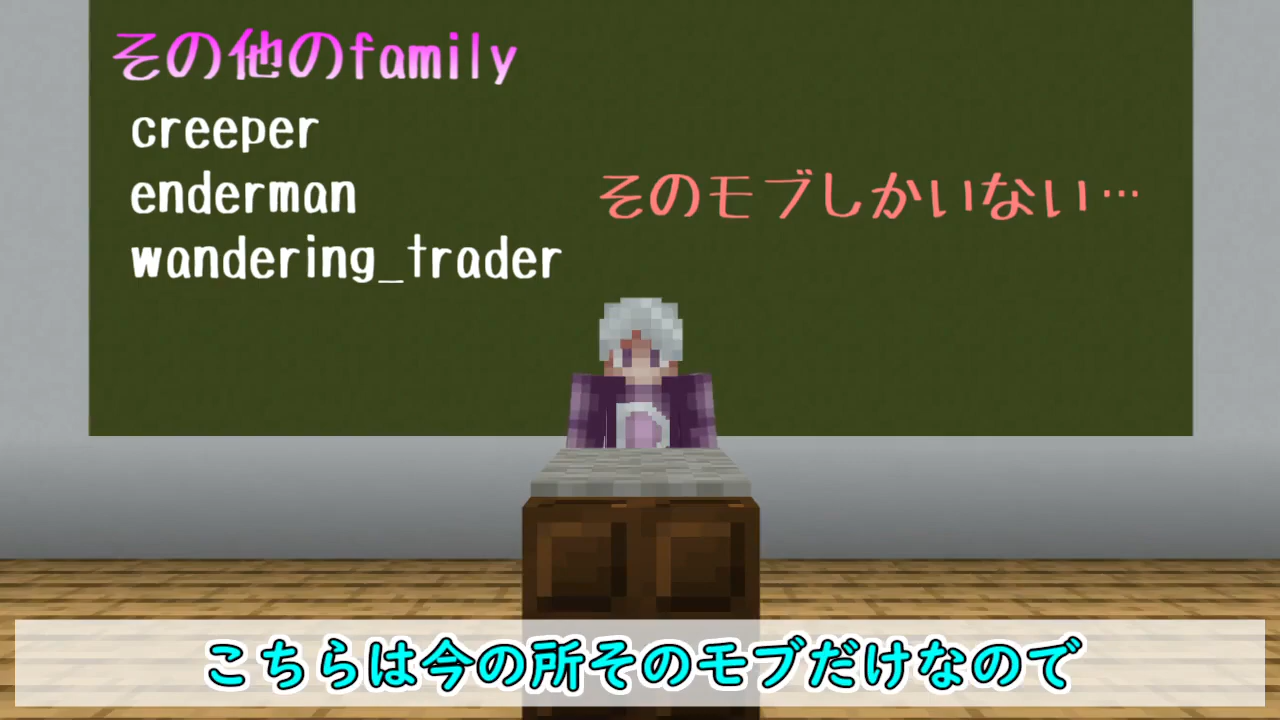 その他のfamily
creeper
enderman
そのモブしかいない…
wandering_trader
こちらは今の所そのモブだけなので